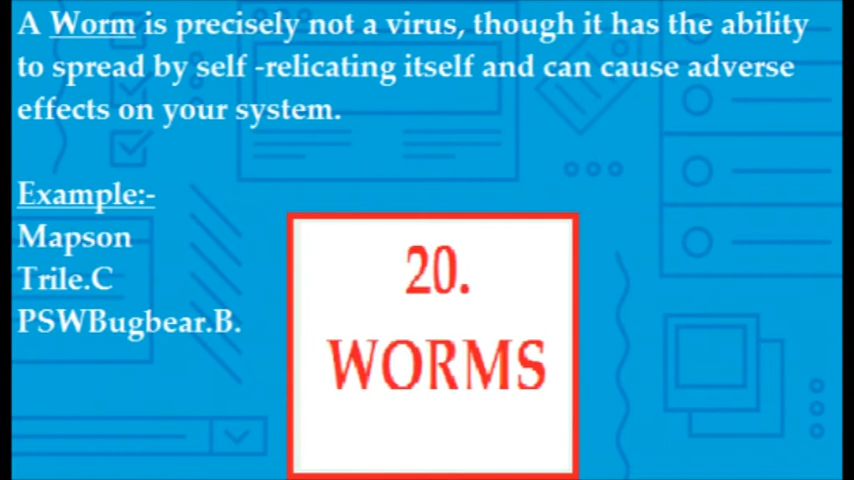 A Worm is precisely not a virus, though it has the ability
to spread by self -relicating itself and can cause adverse
effects on your system.
Example:-
Mapson
Trile.C
PSWBugbear.B.
20.
WORMS